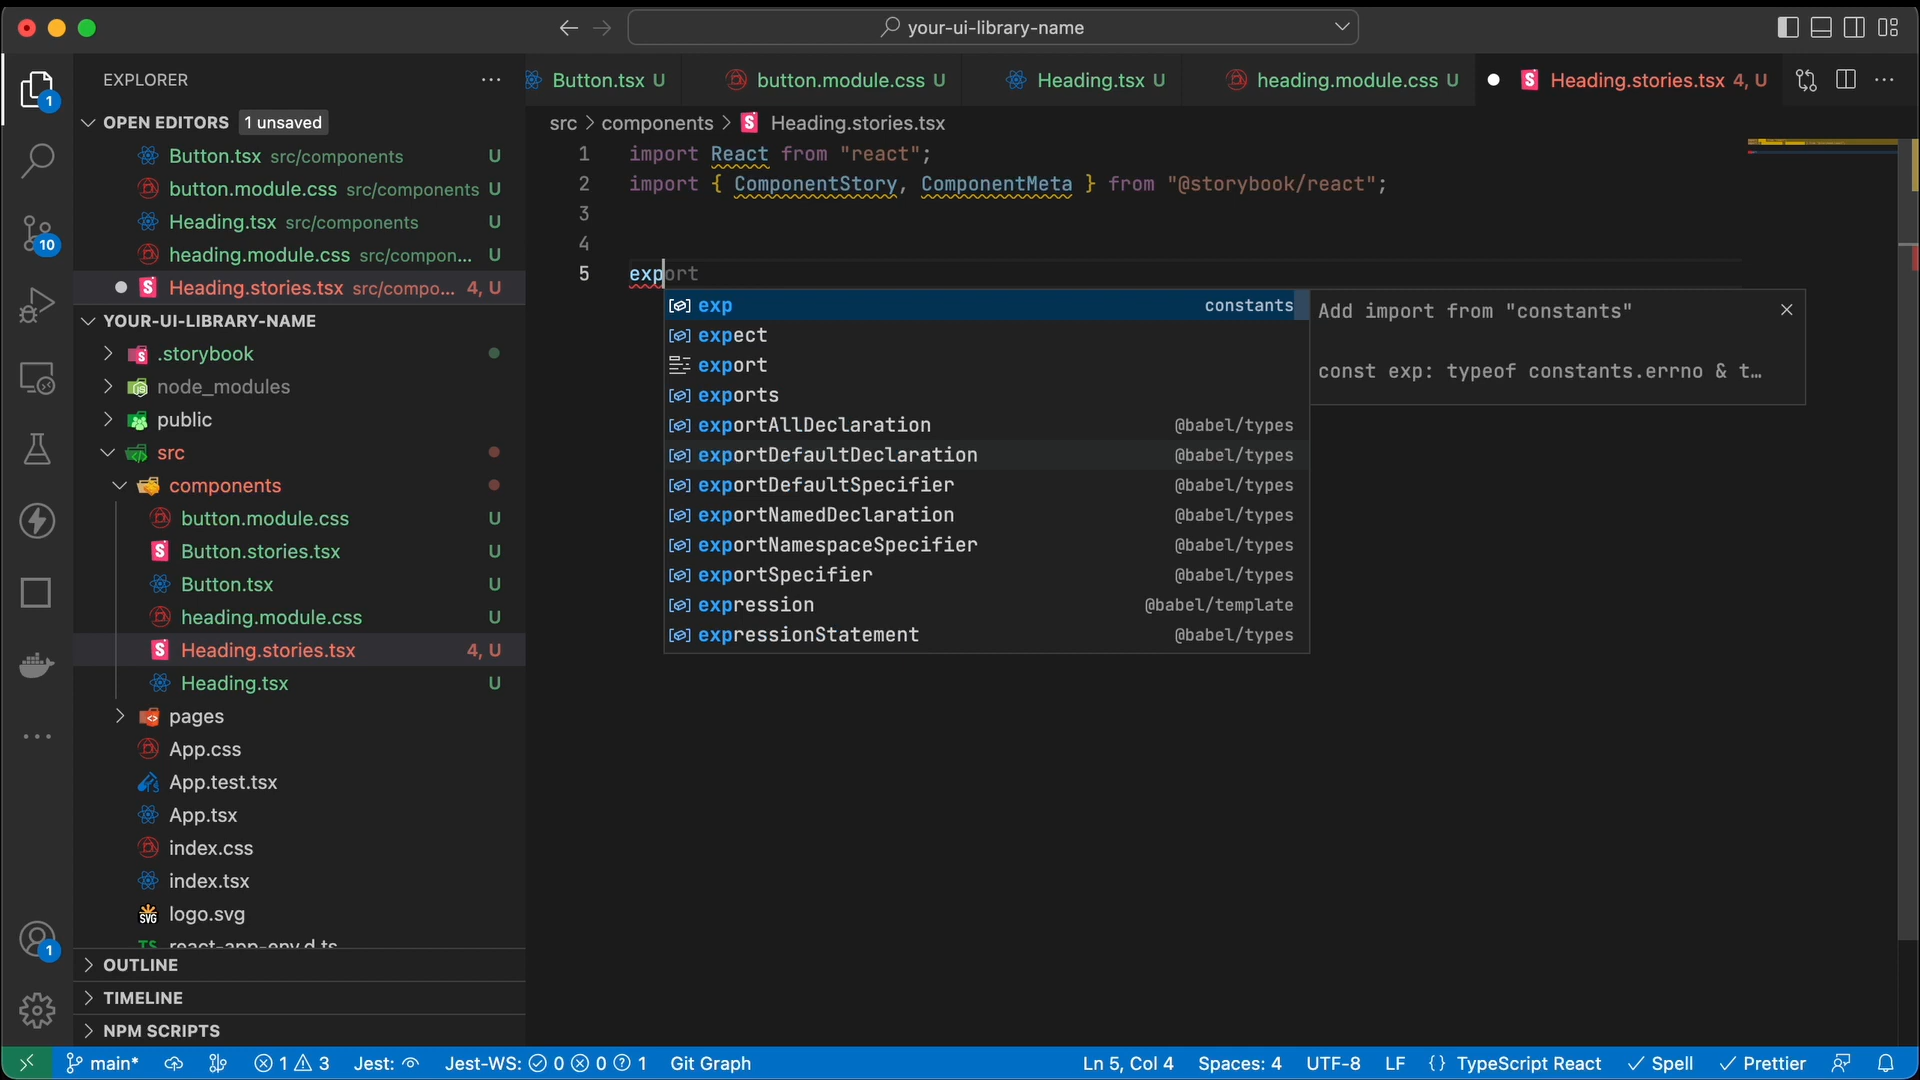 your-ui-library-name
EXPLORER
Button.tsx U
button.module.css U
Heading.tsx U
heading.module.css U
Heading.stories.tsx 4, U
OPEN EDITORS 1 unsaved
Button.tsx src/components U
button.module.css src/components U
Heading.tsx src/components U
heading.module.css src/compon... U
Heading.stories.tsx src/compo... 4, U
YOUR-UI-LIBRARY-NAME
.storybook
node_modules
public
src
components
button.module.css U
Button.stories.tsx U
Button.tsx U
heading.module.css U
Heading.stories.tsx 4, U
Heading.tsx U
pages
App.css
App.test.tsx
App.tsx
index.css
index.tsx
logo.svg
react-app-env.d.ts
OUTLINE
TIMELINE
NPM SCRIPTS
1
10
1
src > components > Heading.stories.tsx
1 import React from "react";
2 import { ComponentStory, ComponentMeta } from "@storybook/react";
3
4
5 export
exp constants
expect
export
exports
exportAllDeclaration @babel/types
exportDefaultDeclaration @babel/types
exportDefaultSpecifier @babel/types
exportNamedDeclaration @babel/types
exportNamespaceSpecifier @babel/types
exportSpecifier @babel/types
expression @babel/template
expressionStatement @babel/types
Add import from "constants"
const exp: typeof constants.errno & t…
main* 1 3 Jest: Jest-WS: 0 0 1 Git Graph Ln 5, Col 4 Spaces: 4 UTF-8 LF {} TypeScript React Spell Prettier